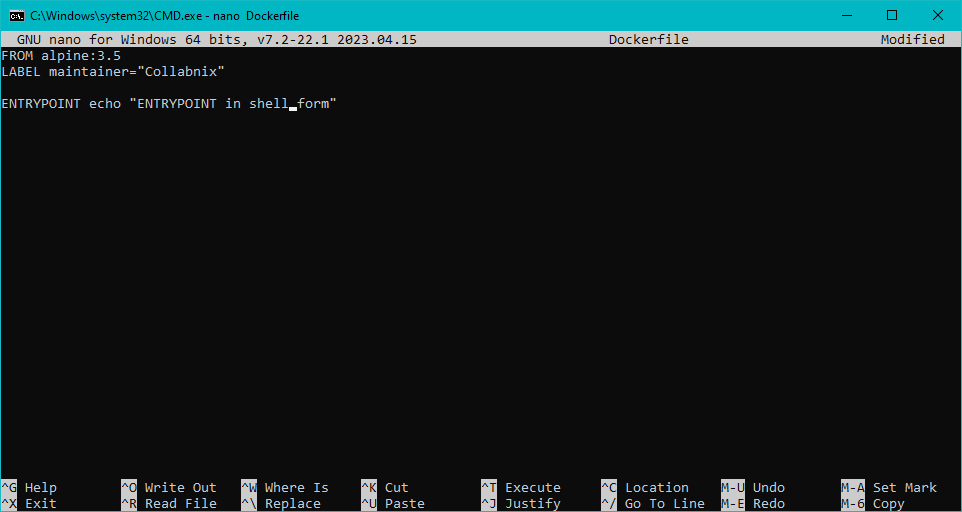 C:\Windows\system32\CMD.exe - nano Dockerfile
GNU nano for Windows 64 bits, v7.2-22.1 2023.04.15 Dockerfile Modified
FROM alpine:3.5
LABEL maintainer="Collabnix"
ENTRYPOINT echo "ENTRYPOINT in shell form"
^G Help ^O Write Out ^W Where Is ^K Cut ^T Execute ^C Location M-U Undo M-A Set Mark
^X Exit ^R Read File ^\ Replace ^U Paste ^J Justify ^/ Go To Line M-E Redo M-6 Copy